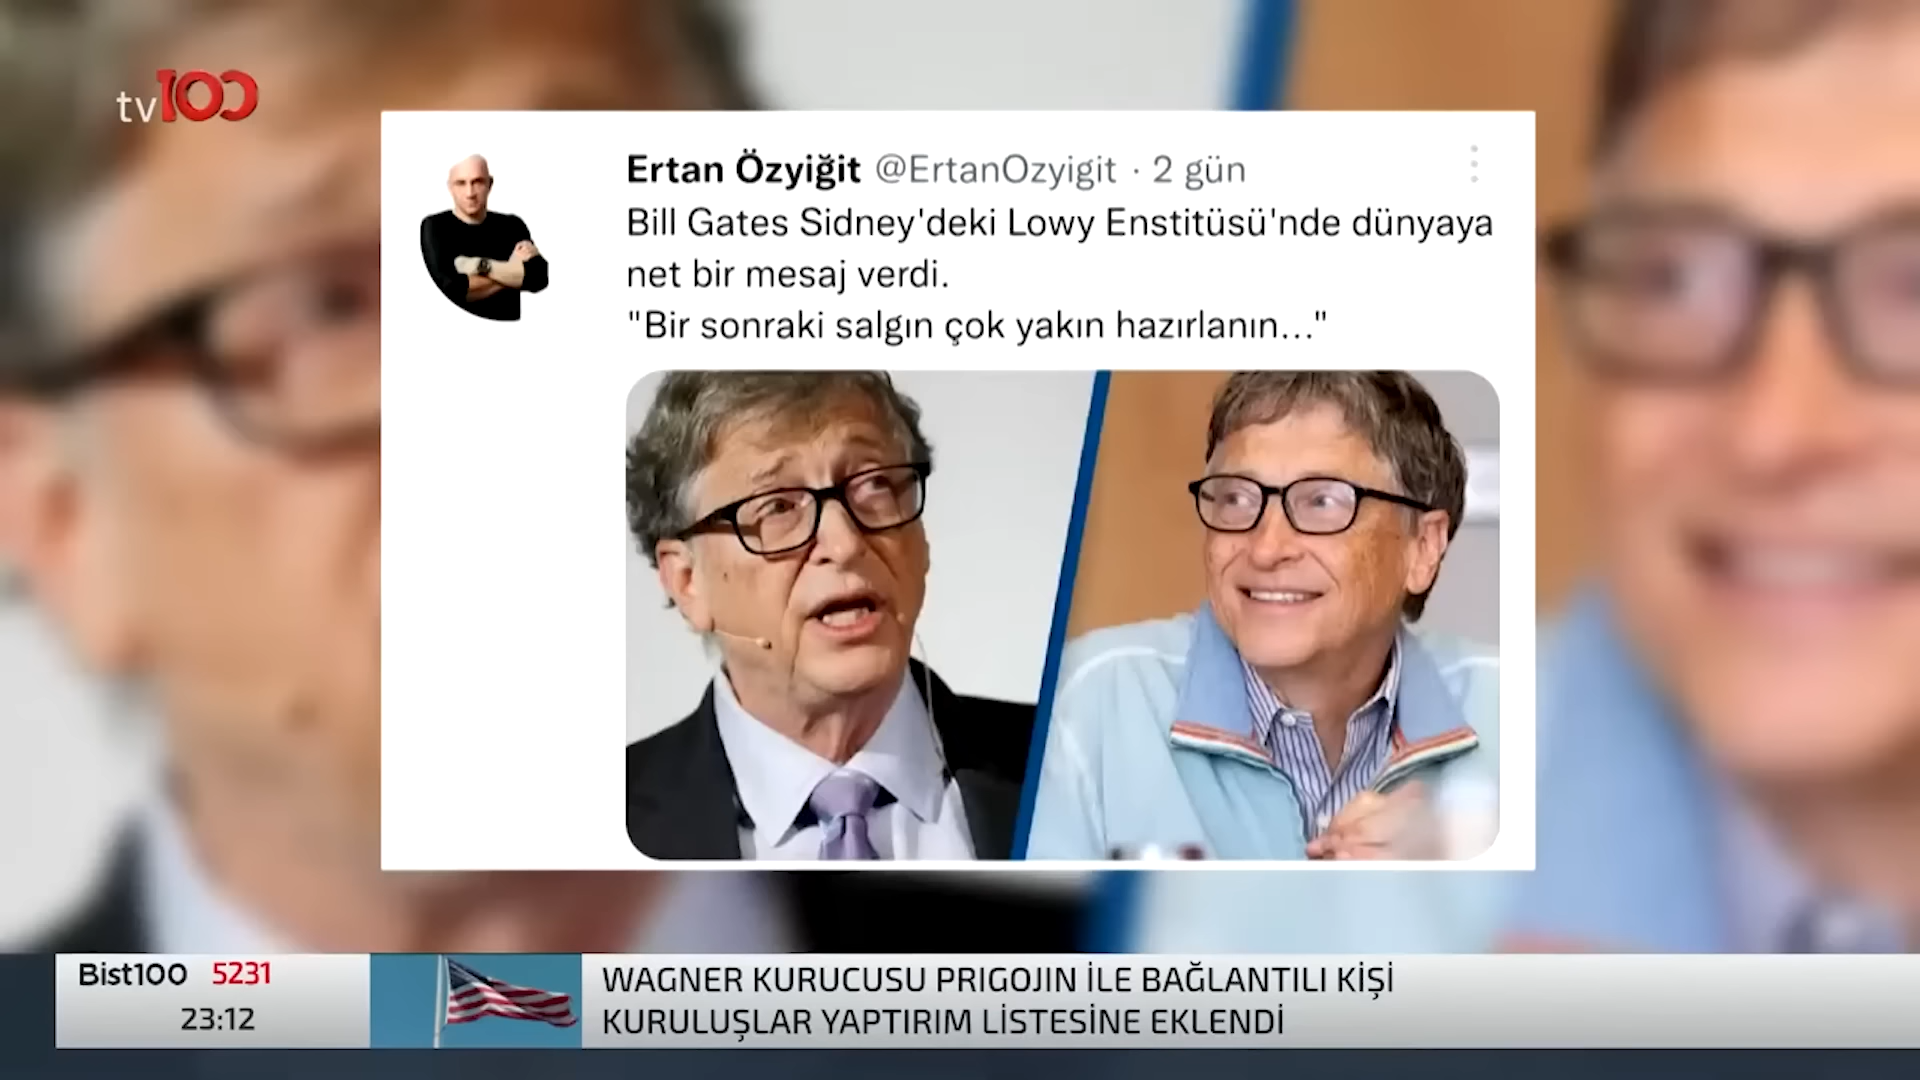 tv100
Ertan Özyiğit @ErtanOzyigit · 2 gün
Bill Gates Sidney'deki Lowy Enstitüsü'nde dünyaya
net bir mesaj verdi.
"Bir sonraki salgın çok yakın hazırlanın..."
Bist100 5231
23:12
WAGNER KURUCUSU PRIGOJIN İLE BAĞLANTILI KİŞİ
KURULUŞLAR YAPTIRIM LİSTESİNE EKLENDİ